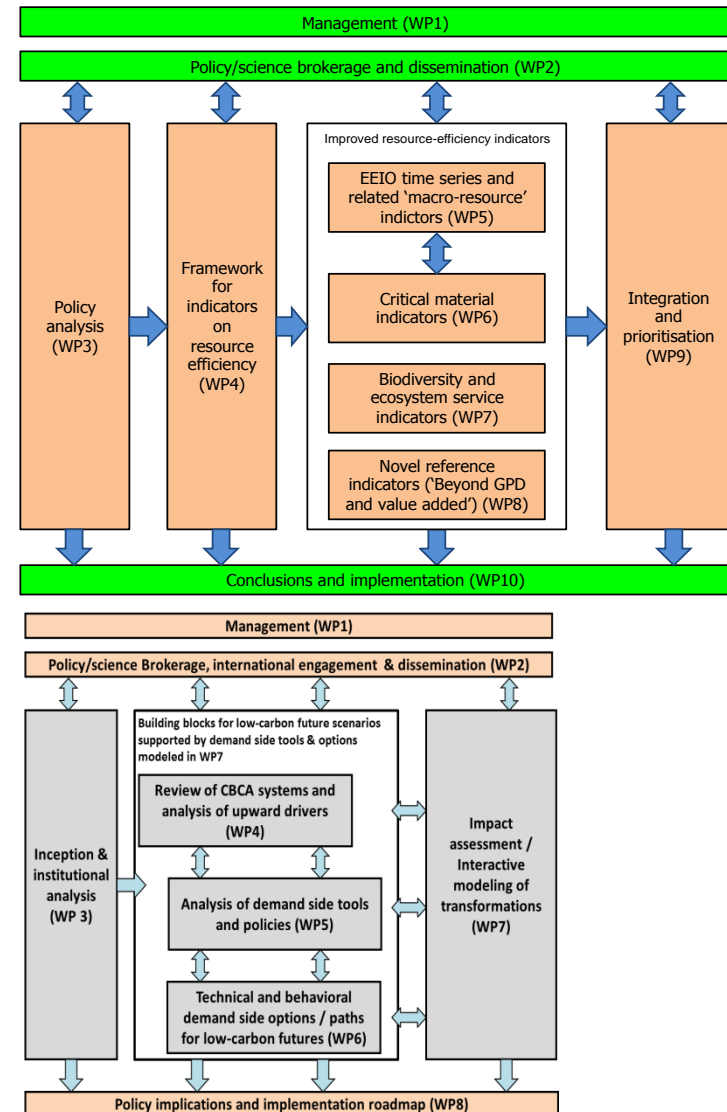 Management (WP1)
Policy/science brokerage and dissemination (WP2)
Policy
analysis
(WP3)
Framework
for
indicators
on
resource
efficiency
(WP4)
Improved resource-efficiency indicators
EEIO time series and
related ‘macro-resource’
indictors (WP5)
Critical material
indicators (WP6)
Biodiversity and
ecosystem service
indicators (WP7)
Novel reference
indicators (‘Beyond GPD
and value added’) (WP8)
Integration
and
prioritisation
(WP9)
Conclusions and implementation (WP10)
Management (WP1)
Policy/science Brokerage, international engagement & dissemination (WP2)
Inception &
institutional
analysis
(WP 3)
Building blocks for low-carbon future scenarios
supported by demand side tools & options
modeled in WP7
Review of CBCA systems and
analysis of upward drivers
(WP4)
Analysis of demand side tools
and policies (WP5)
Technical and behavioral
demand side options / paths
for low-carbon futures (WP6)
Impact
assessment /
Interactive
modeling of
transformations
(WP7)
Policy implications and implementation roadmap (WP8)